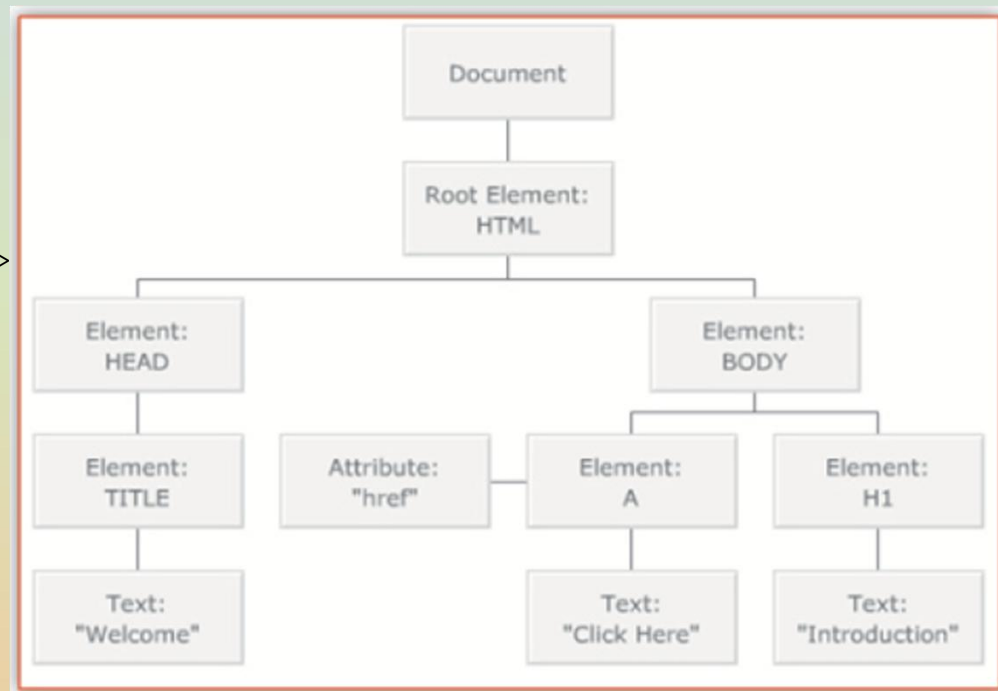 Document
Root Element:
HTML
>
Element:
HEAD
Element:
BODY
Element:
TITLE
Attribute:
"href"
Element:
A
Element:
H1
Text:
"Welcome"
Text:
"Click Here"
Text:
"Introduction"